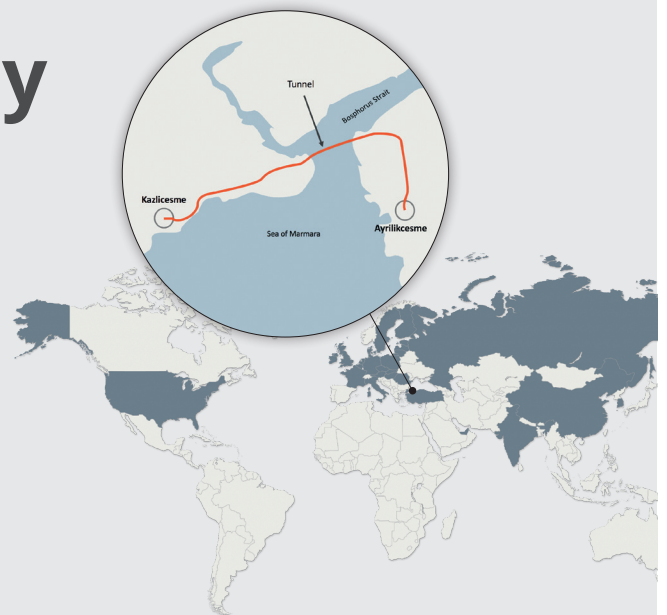 y
Tunnel
Bosphorus Strait
Kazlicesme
Ayrilikcesme
Sea of Marmara